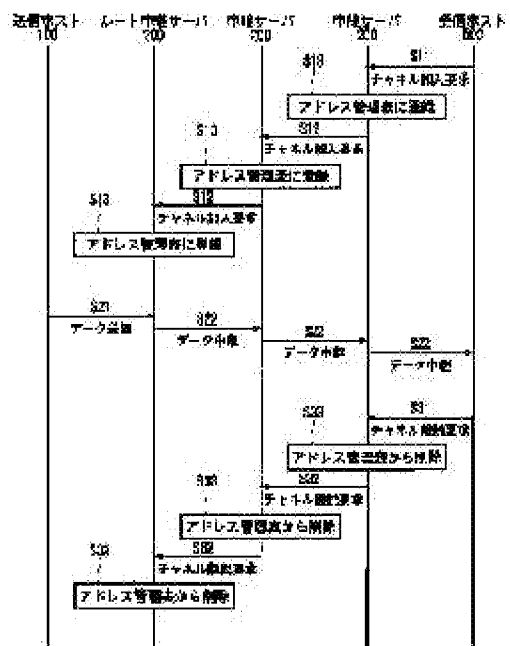 送信ホスト ルート中継サーバ 中継サーバ 中継サーバ 受信ホスト
100 200 200 200
チャネル加入要求
アドレス管理表に登録
S13 S12
チャネル加入要求
アドレス管理表に登録
S13 S12
チャネル加入要求
アドレス管理表に登録
S21
データ送信
S22
データ中継
S22
データ中継
S22
データ中継
チャネル離脱要求
アドレス管理表から削除
チャネル離脱要求
アドレス管理表から削除
チャネル離脱要求
アドレス管理表から削除